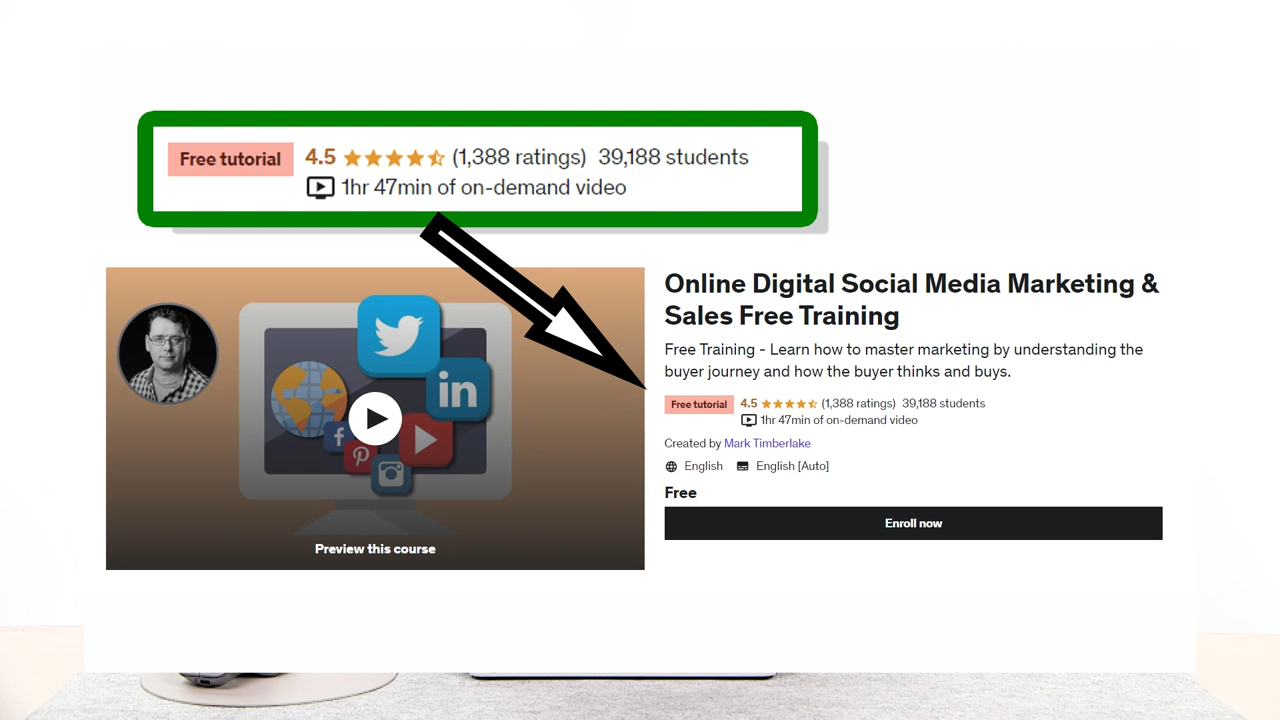 Free tutorial 4.5 (1,388 ratings) 39,188 students
1hr 47min of on-demand video
in
f
Preview this course
Online Digital Social Media Marketing &
Sales Free Training
Free Training - Learn how to master marketing by understanding the
buyer journey and how the buyer thinks and buys.
Free tutorial 4.5 (1,388 ratings) 39,188 students
1hr 47min of on-demand video
Created by Mark Timberlake
English English [Auto]
Free
Enroll now